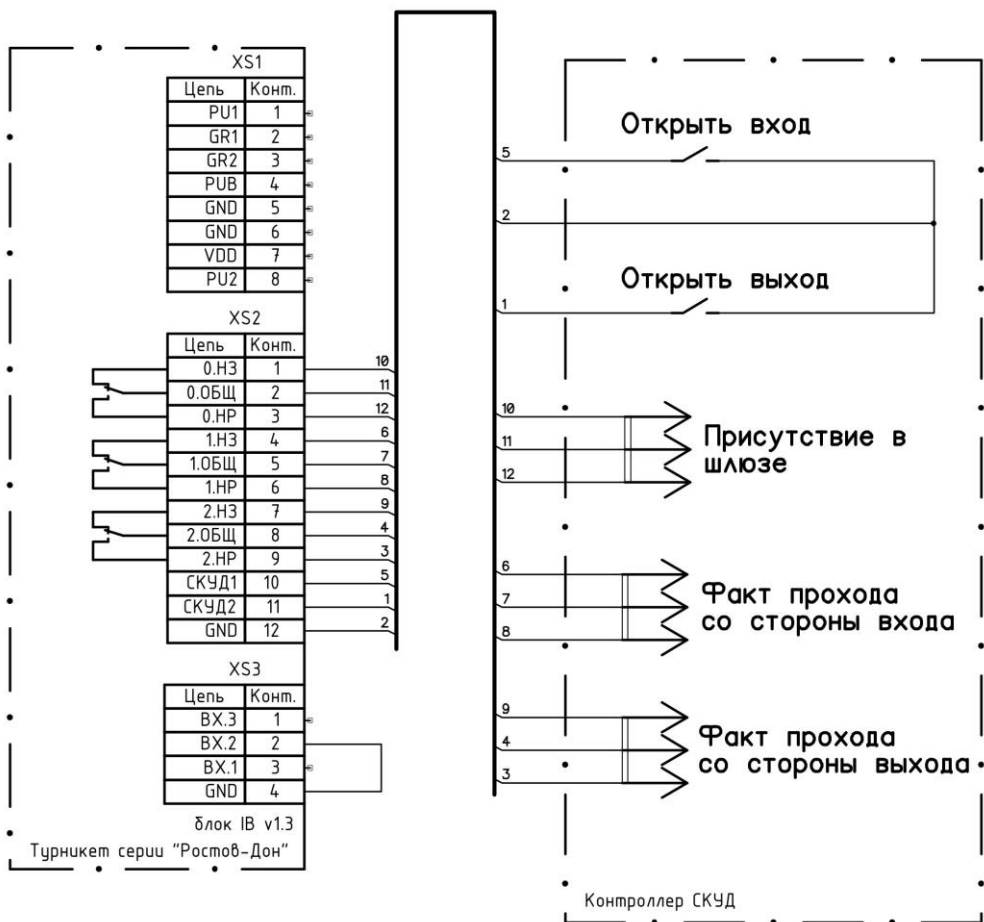 XS1
Цепь Конт.
PU1 1
GR1 2
GR2 3
PUB 4
GND 5
GND 6
VDD 7
PU2 8
XS2
Цепь Конт.
0.НЗ 1 10
0.ОБЩ 2 11
0.НР 3 12
1.НЗ 4 6
1.ОБЩ 5 7
1.НР 6 8
2.НЗ 7 9
2.ОБЩ 8 4
2.НР 9 3
СКУД1 10 5
СКУД2 11 1
GND 12 2
XS3
Цепь Конт.
ВХ.3 1
ВХ.2 2
ВХ.1 3
GND 4
блок IB v1.3
Турникет серии "Ростов-Дон"
Открыть вход
5
2
Открыть выход
1
10
11
12
Присутствие в
шлюзе
6
7
8
Факт прохода
со стороны входа
9
4
3
Факт прохода
со стороны выхода
Контроллер СКУД